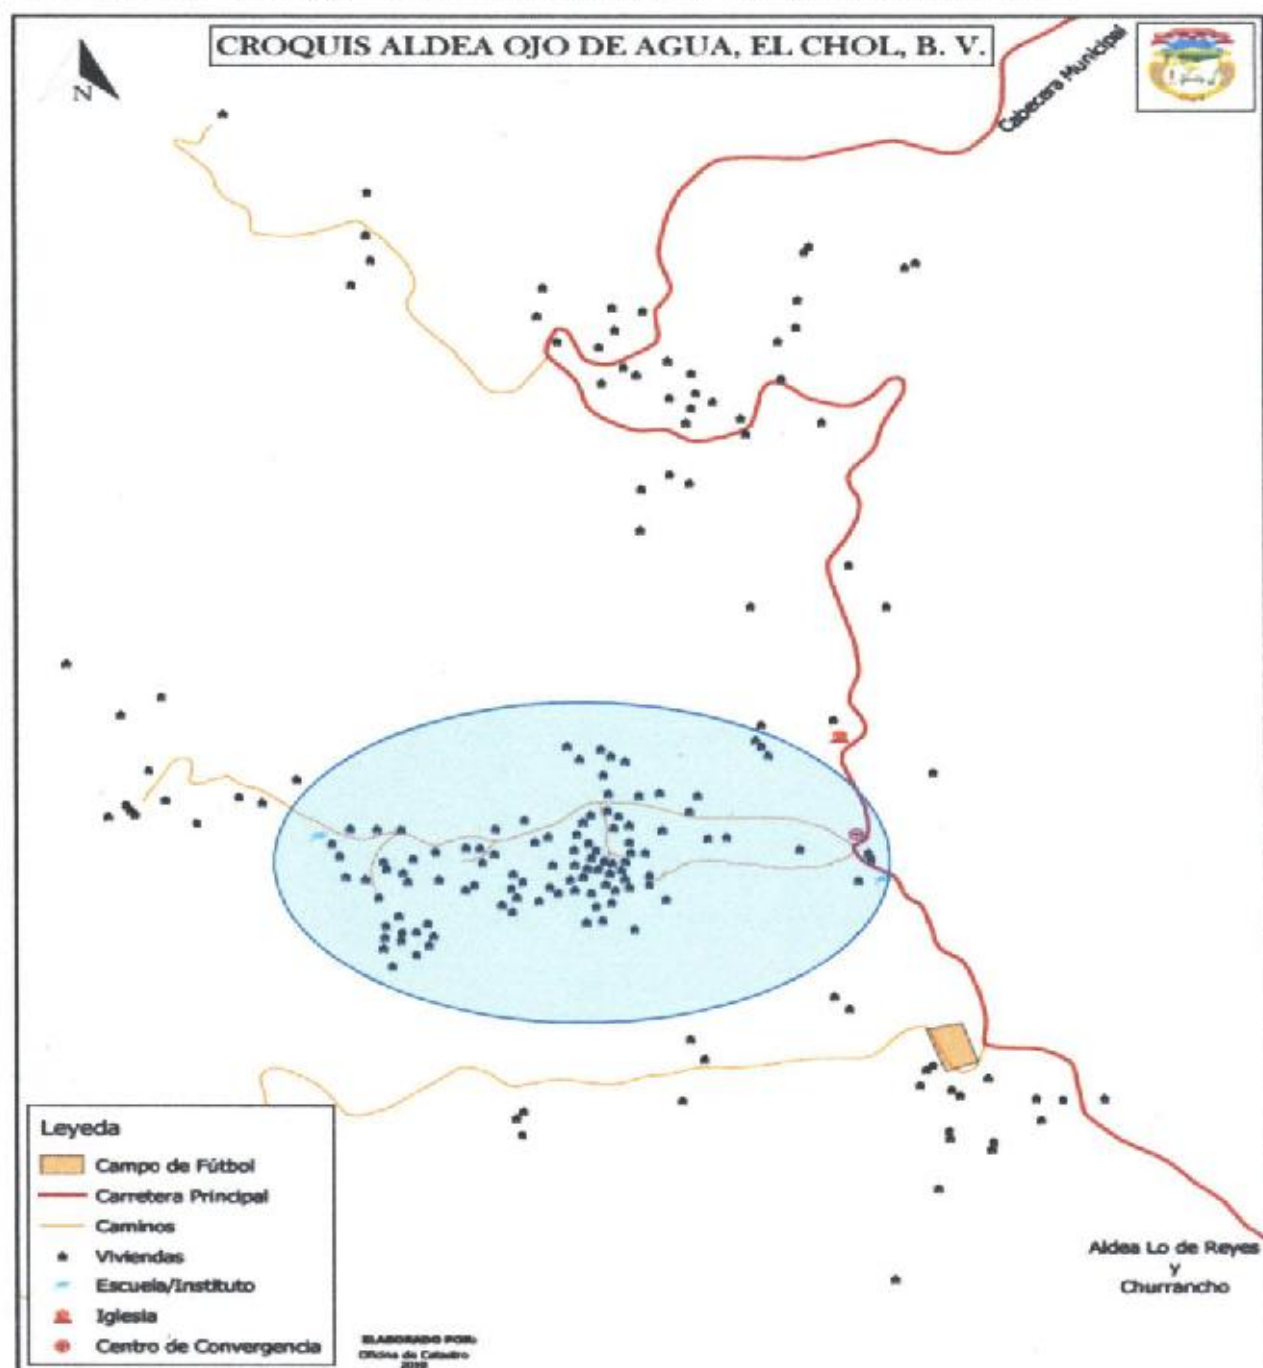 CROQUIS ALDEA OJO DE AGUA, EL CHOL, B. V.
N
Cabecera Municipal
Leyeda
Campo de Fútbol
Carretera Principal
Caminos
Viviendas
Escuela/Instituto
Iglesia
Centro de Convergencia
ELABORADO POR:
Oficina de Catastro
Aldea Lo de Reyes
y
Churrancho